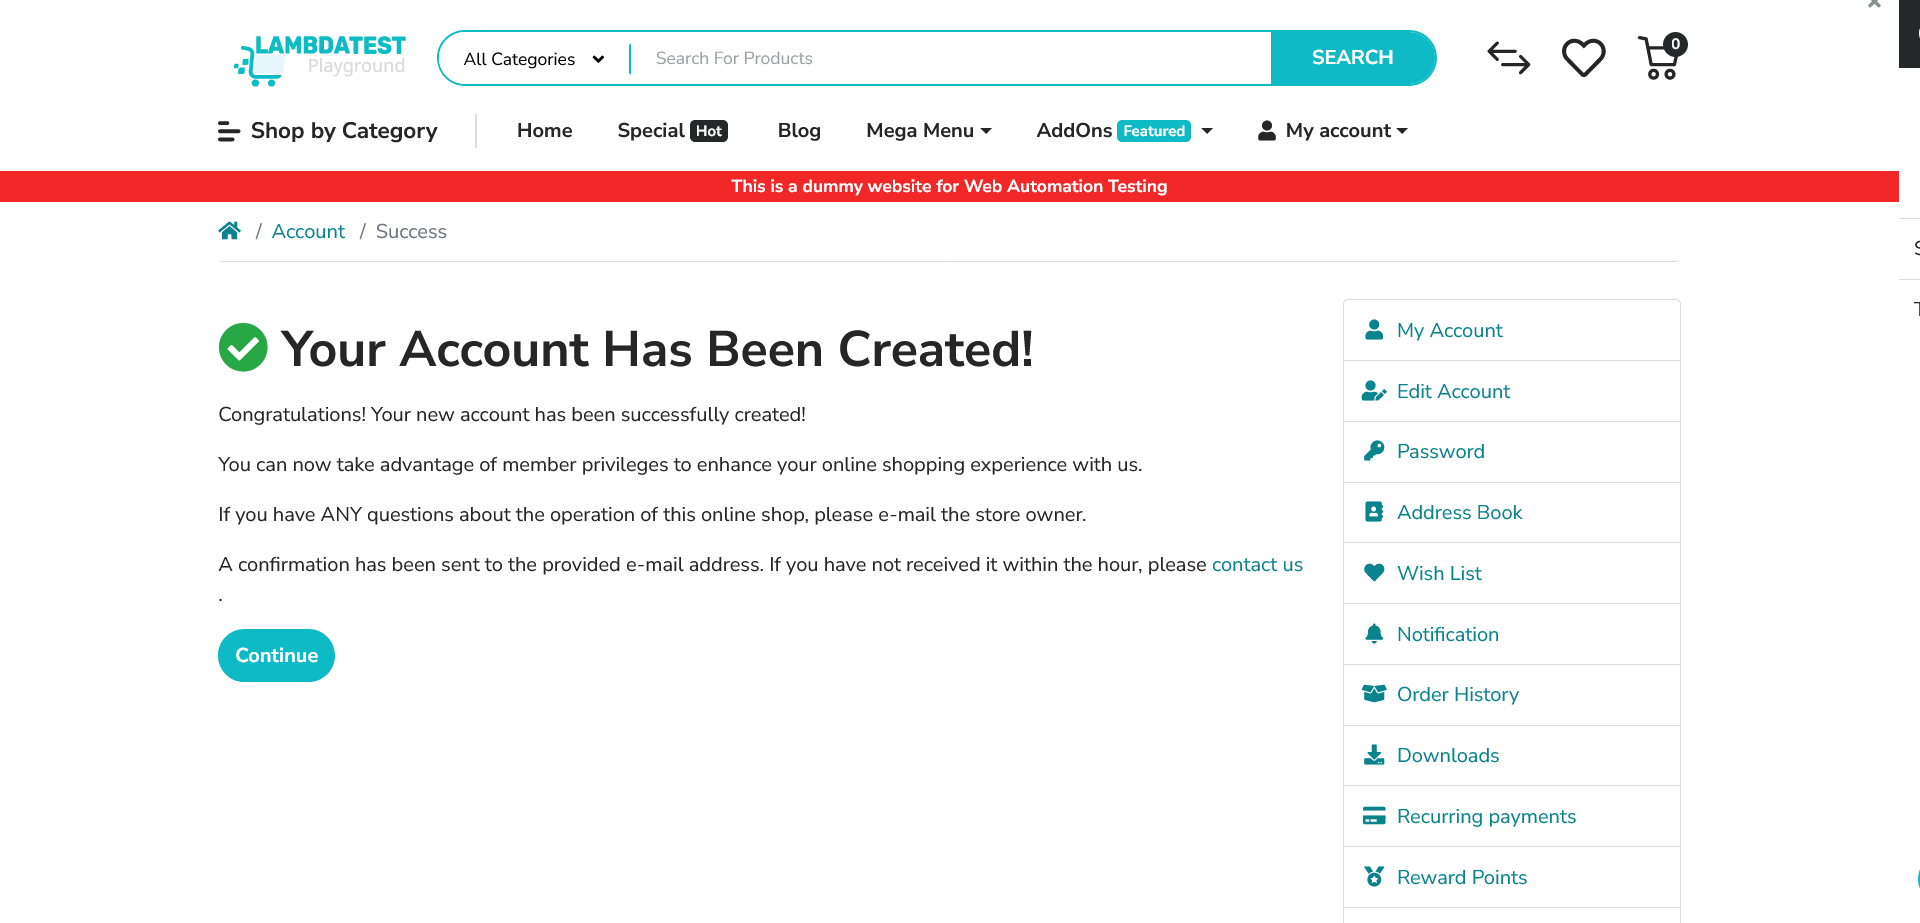 LAMBDATEST
Playground
All Categories
Search For Products
SEARCH
0
Shop by Category
Home
Special Hot
Blog
Mega Menu
AddOns Featured
My account
This is a dummy website for Web Automation Testing
/ Account / Success
Your Account Has Been Created!
Congratulations! Your new account has been successfully created!
You can now take advantage of member privileges to enhance your online shopping experience with us.
If you have ANY questions about the operation of this online shop, please e-mail the store owner.
A confirmation has been sent to the provided e-mail address. If you have not received it within the hour, please contact us
.
Continue
My Account
Edit Account
Password
Address Book
Wish List
Notification
Order History
Downloads
Recurring payments
Reward Points